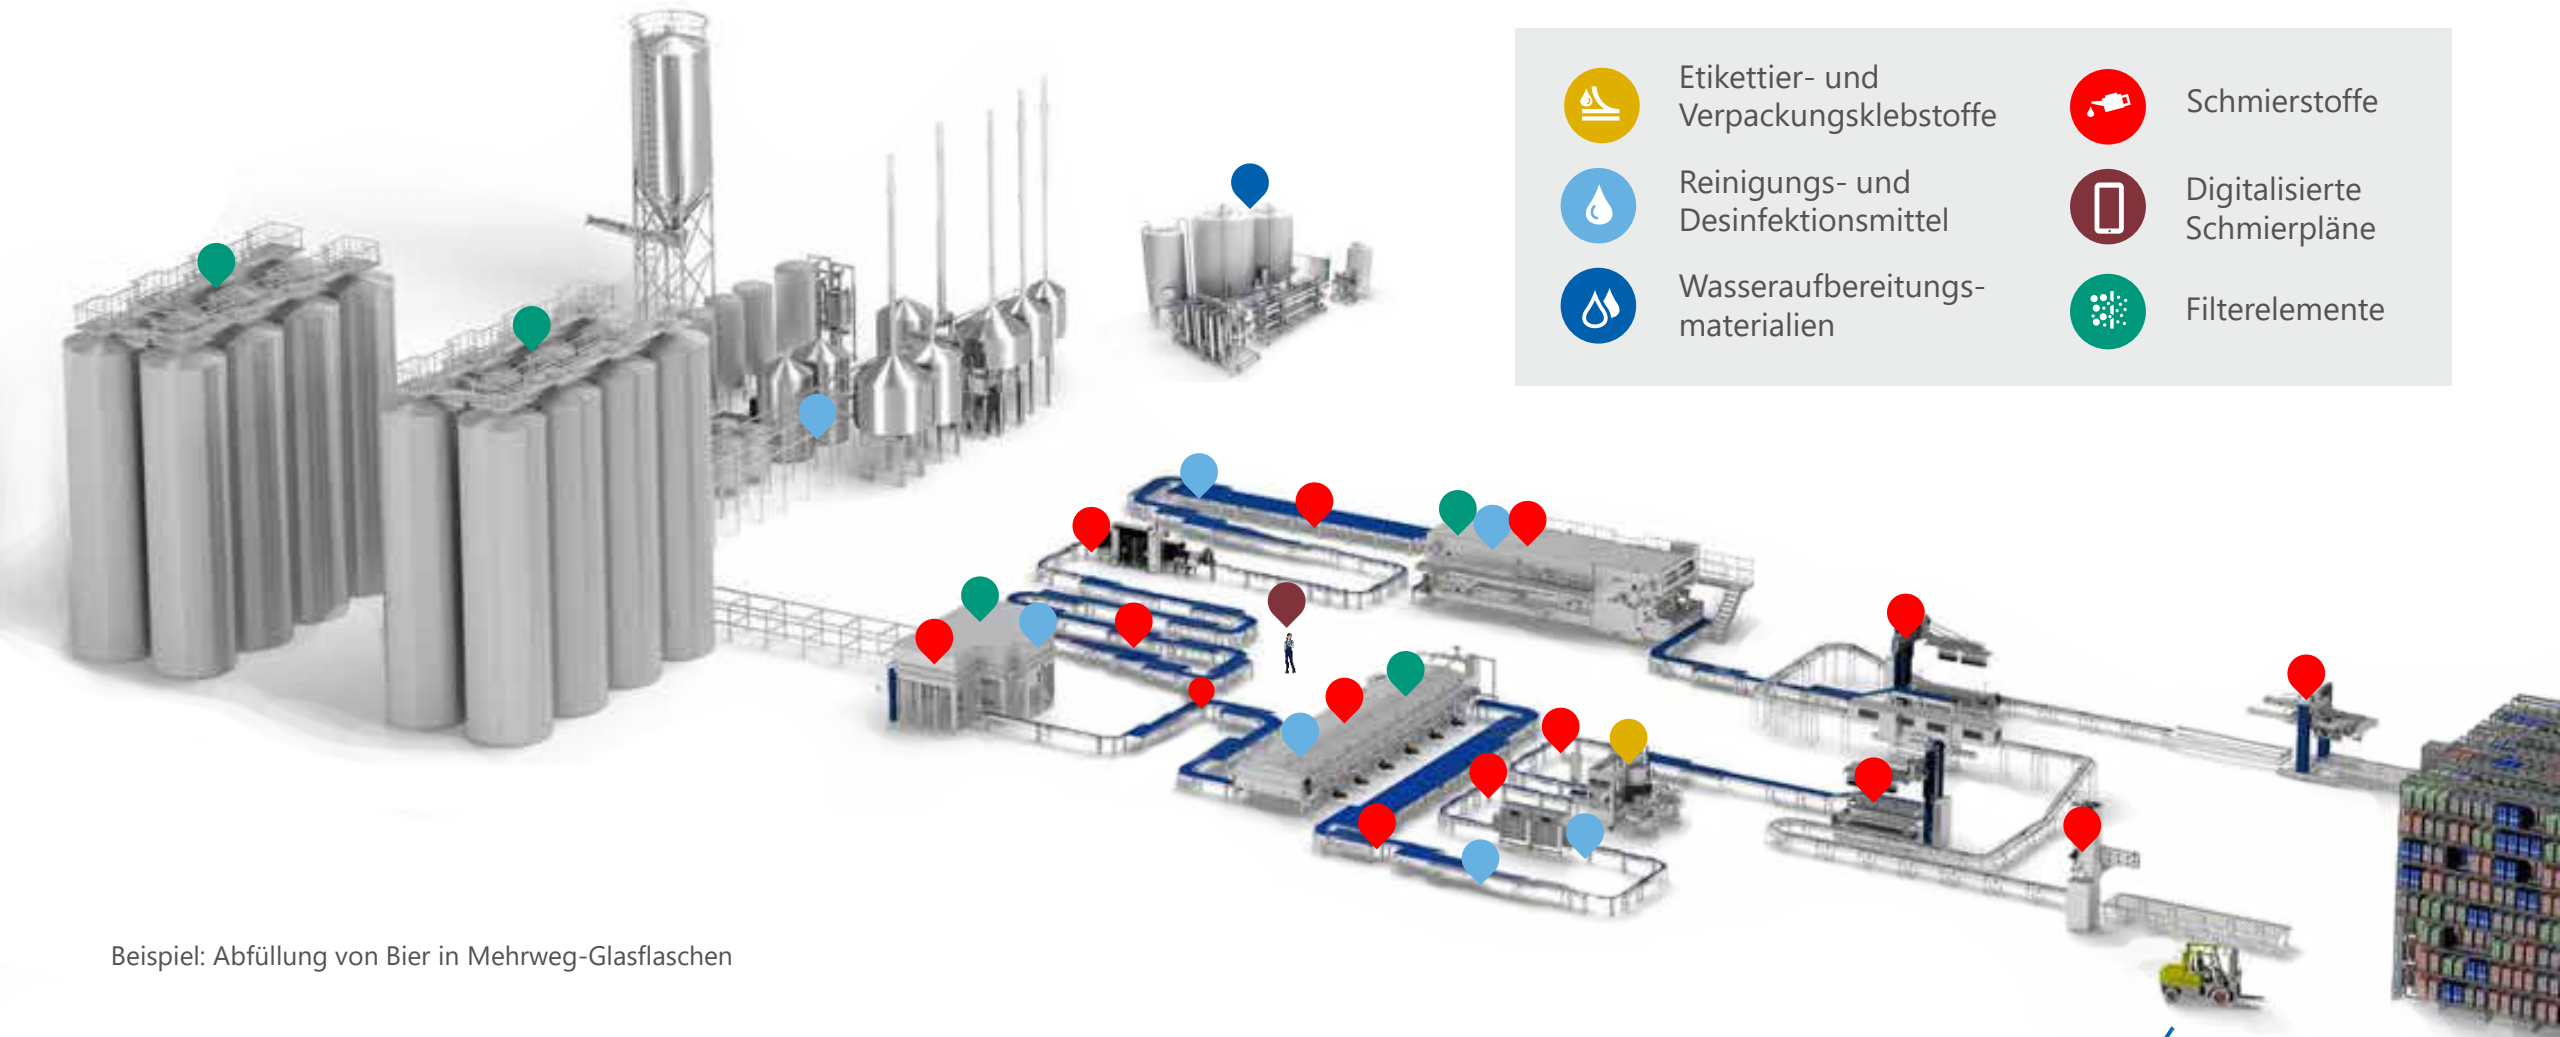 Etikettier- und
Verpackungsklebstoffe
Reinigungs- und
Desinfektionsmittel
Wasseraufbereitungs-
materialien
Schmierstoffe
Digitalisierte
Schmierpläne
Filterelemente
Beispiel: Abfüllung von Bier in Mehrweg-Glasflaschen